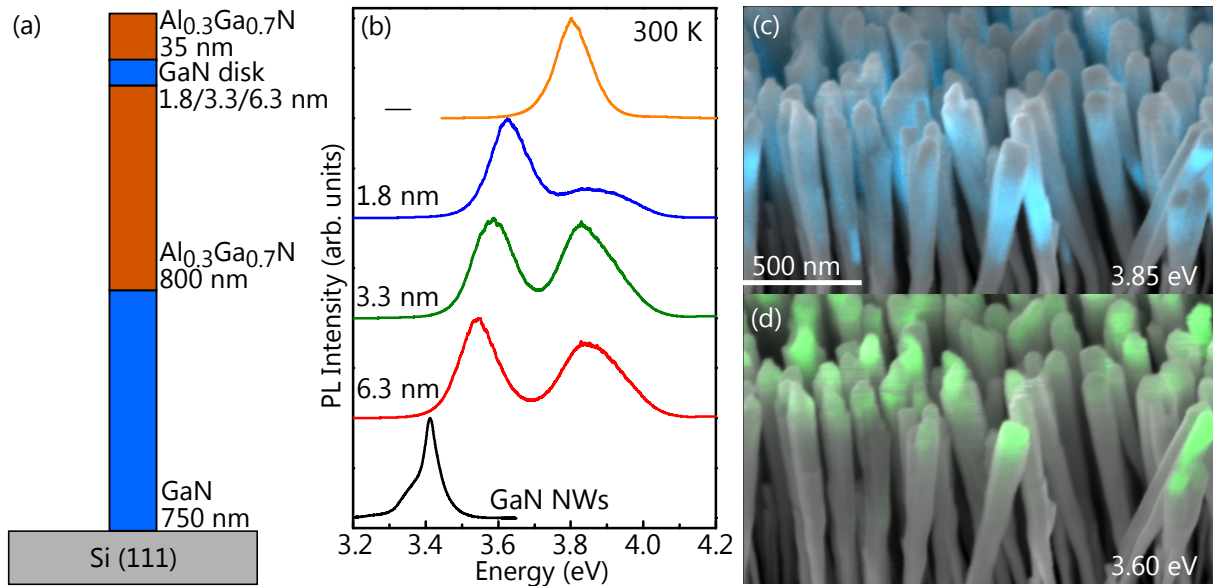 (a)
Al0.3Ga0.7N
35 nm
GaN disk
1.8/3.3/6.3 nm
Al0.3Ga0.7N
800 nm
GaN
750 nm
Si (111)
(b)
300 K
—
1.8 nm
3.3 nm
6.3 nm
GaN NWs
PL Intensity (arb. units)
3.2 3.4 3.6 3.8 4.0 4.2
Energy (eV)
(c)
500 nm
3.85 eV
(d)
3.60 eV